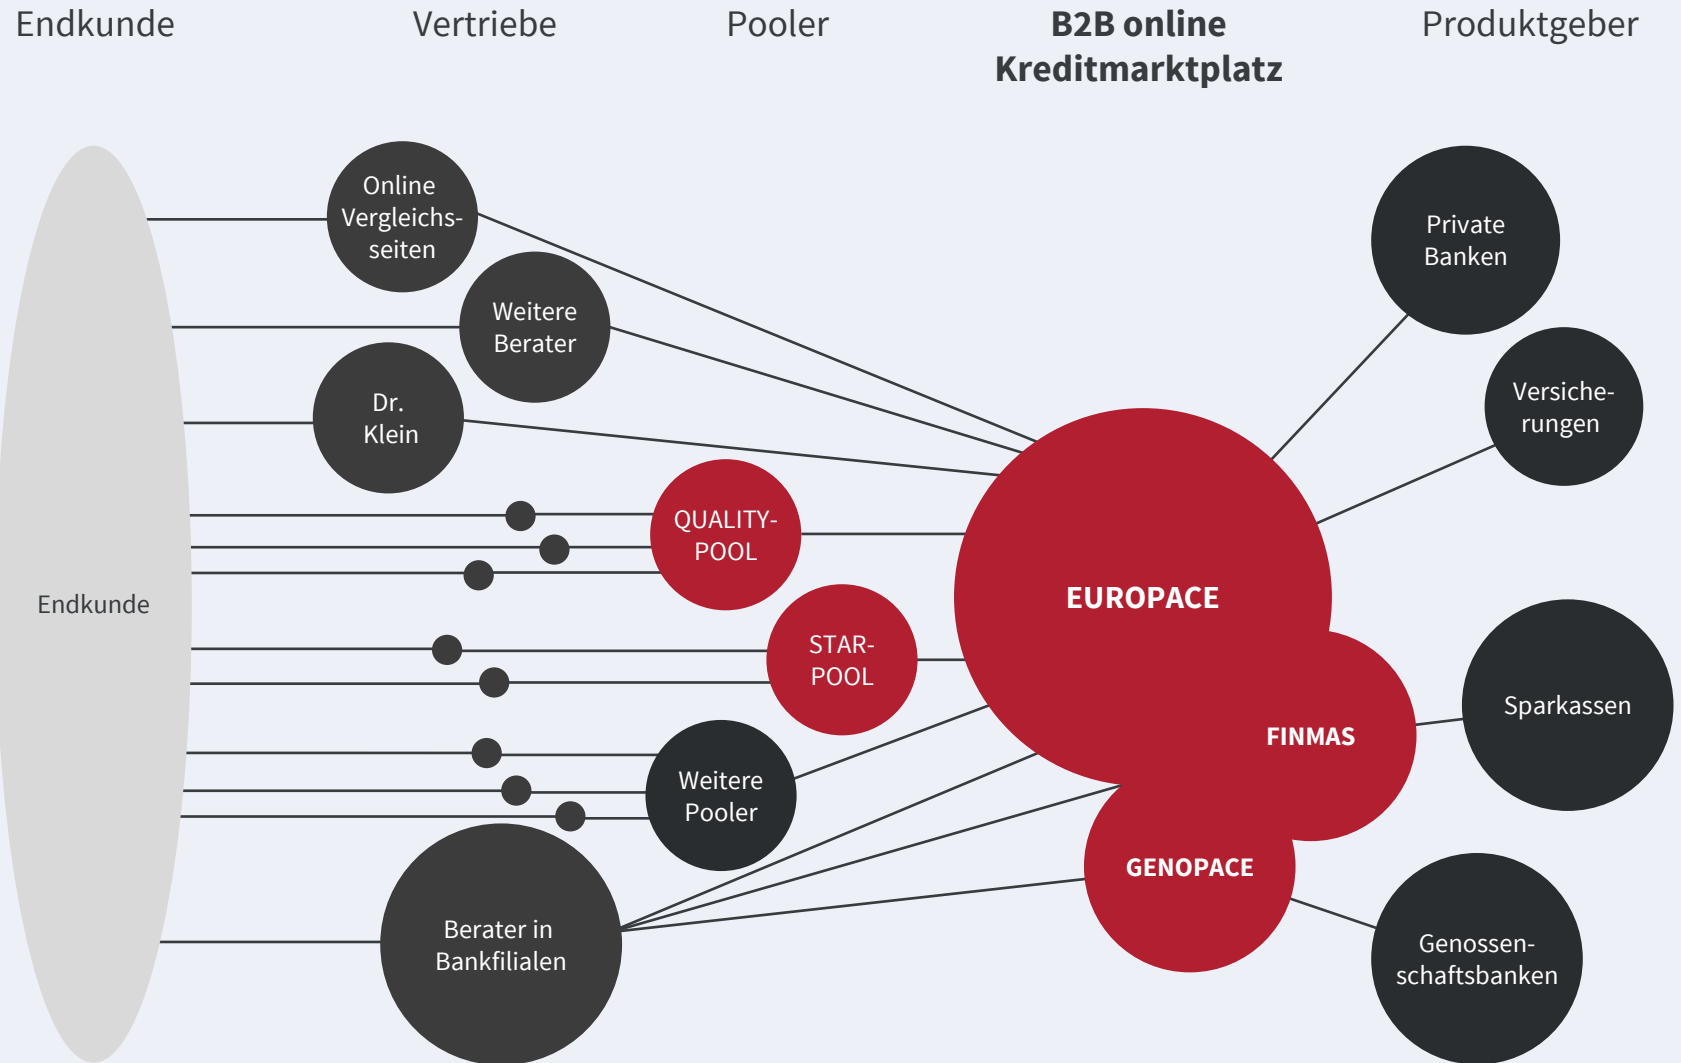 Endkunde
Vertriebe
Pooler
B2B online
Kreditmarktplatz
Produktgeber
Online
Vergleichs-
seiten
Weitere
Berater
Dr.
Klein
QUALITY-
POOL
STAR-
POOL
Weitere
Pooler
Berater in
Bankfilialen
Endkunde
EUROPACE
FINMAS
GENOPACE
Private
Banken
Versiche-
rungen
Sparkassen
Genossen-
schaftsbanken